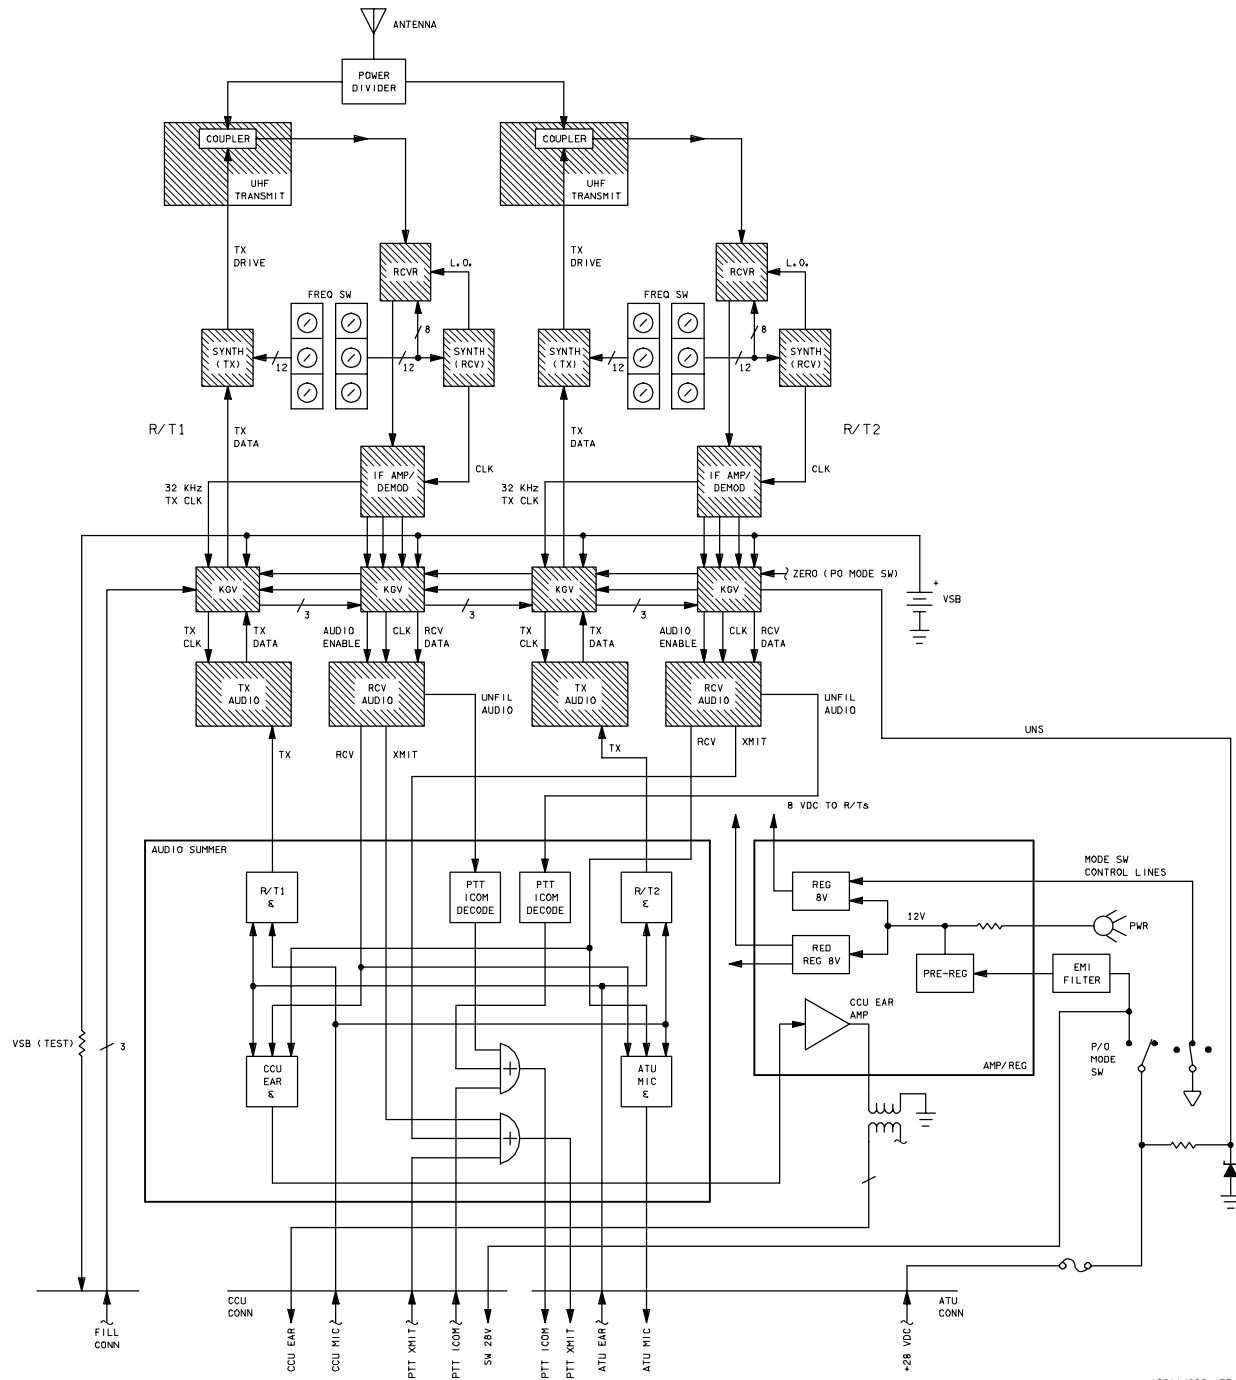 ANTENNA
POWER
DIVIDER
COUPLER
UHF
TRANSMIT
COUPLER
UHF
TRANSMIT
TX
DRIVE
RCVR
L.O.
TX
DRIVE
RCVR
L.O.
FREQ SW
FREQ SW
SYNTH
(TX)
12
8
12
SYNTH
(RCV)
SYNTH
(TX)
12
8
12
SYNTH
(RCV)
R/T1
TX
DATA
TX
DATA
R/T2
IF AMP/
DEMOD
CLK
IF AMP/
DEMOD
CLK
32 KHz
TX CLK
32 KHz
TX CLK
KGV
KGV
KGV
KGV
ZERO (PO MODE SW)
+
VSB
3
3
3
TX
CLK
TX
DATA
AUDIO
ENABLE
CLK
RCV
DATA
TX
CLK
TX
DATA
AUDIO
ENABLE
CLK
RCV
DATA
TX
AUDIO
RCV
AUDIO
UNFIL
AUDIO
TX
AUDIO
RCV
AUDIO
UNFIL
AUDIO
UNS
TX
RCV
XMIT
TX
RCV
XMIT
8 VDC TO R/Ts
AUDIO SUMMER
R/T1
&
PTT
ICOM
DECODE
PTT
ICOM
DECODE
R/T2
&
REG
8V
MODE SW
CONTROL LINES
12V
PWR
RED
REG 8V
PRE-REG
EMI
FILTER
CCU EAR
AMP
VSB (TEST)
3
CCU
EAR
&
+
ATU
MIC
&
AMP/REG
P/O
MODE
SW
+
FILL
CONN
CCU
CONN
CCU EAR
CCU MIC
PTT XMIT
PTT ICOM
SW 28V
PTT ICOM
PTT XMIT
ATU EAR
ATU MIC
+28 VDC
ATU
CONN